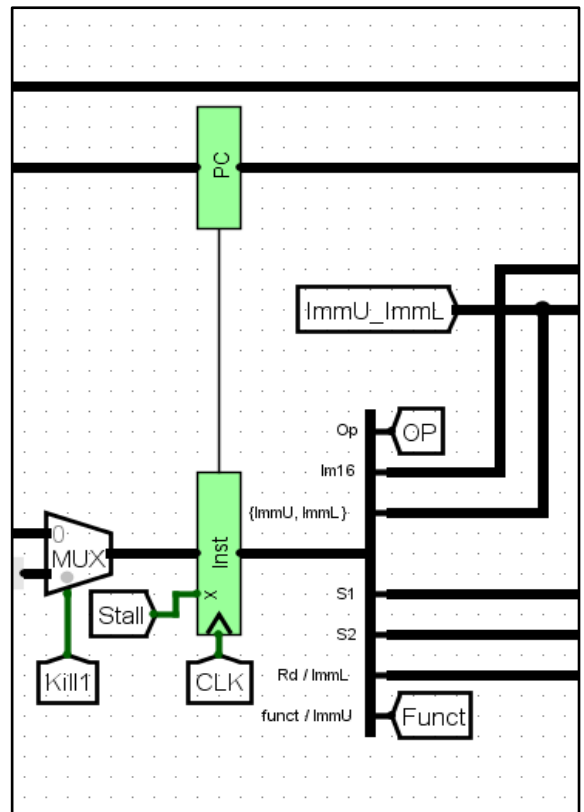 PC
ImmU_ImmL
Op
OP
Im16
{ImmU, ImmL}
0
MUX
Inst
x
S1
Stall
S2
Rd / ImmL
Kill1
CLK
funct / ImmU
Funct